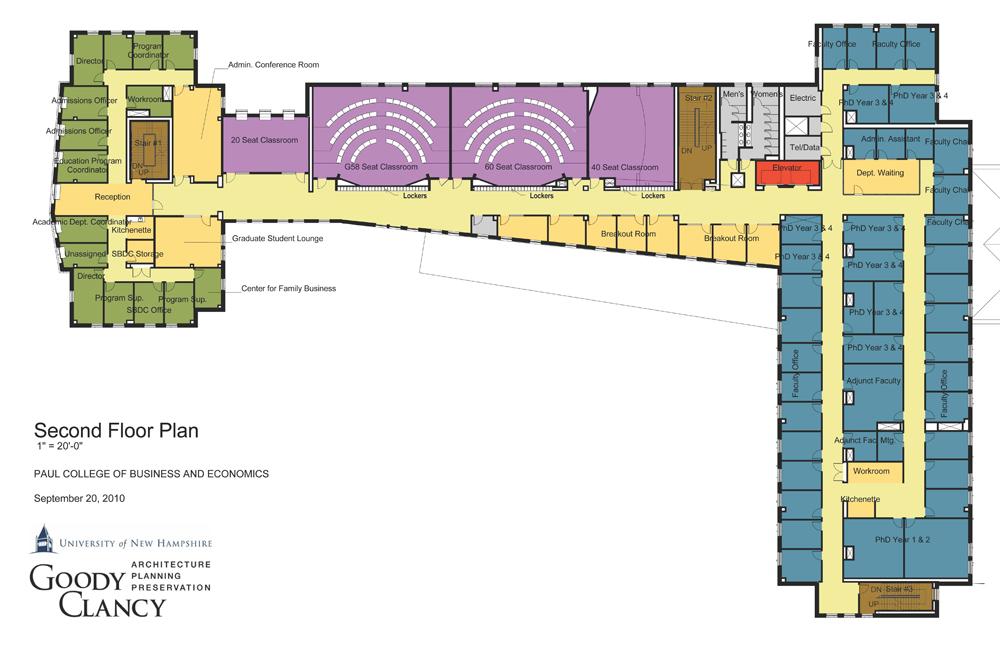 Director
Program
Coordinator
Admin. Conference Room
Admissions Officer
Workroom
Admissions Officer
Stair #1
DN
UP
Education Program
Coordinator
Reception
Academic Dept. Coordinator
Kitchenette
Unassigned
SBDC Storage
Graduate Student Lounge
Director
Program Sup.
Program Sup.
SBDC Office
Center for Family Business
20 Seat Classroom
G58 Seat Classroom
60 Seat Classroom
40 Seat Classroom
Lockers
Lockers
Lockers
Stair #2
DN
UP
Men's
Women's
Electric
Tel/Data
Elevator
Breakout Room
Breakout Room
Faculty Office
Faculty Office
PhD Year 3 & 4
PhD Year 3 & 4
Admin. Assistant
Faculty Cha
Dept. Waiting
Faculty Cha
Faculty Cha
PhD Year 3 & 4
PhD Year 3 & 4
PhD Year 3 & 4
PhD Year 3 & 4
PhD Year 3 & 4
PhD Year 3 & 4
Faculty Office
Adjunct Faculty
Faculty Office
Adjunct Fac. Mtg.
Workroom
Kitchenette
PhD Year 1 & 2
DN
Stair #3
UP
Second Floor Plan
1" = 20'-0"
PAUL COLLEGE OF BUSINESS AND ECONOMICS
September 20, 2010
UNIVERSITY of NEW HAMPSHIRE
GOODY
CLANCY
ARCHITECTURE
PLANNING
PRESERVATION